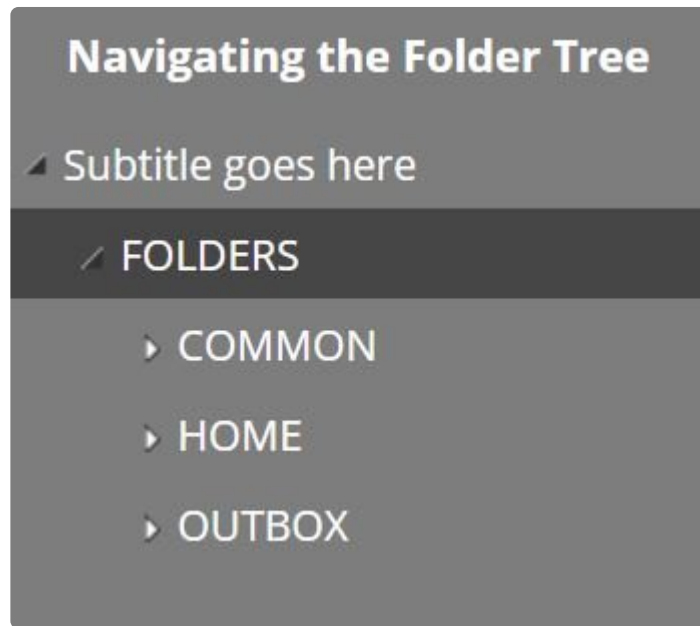 Navigating the Folder Tree
Subtitle goes here
FOLDERS
COMMON
HOME
OUTBOX